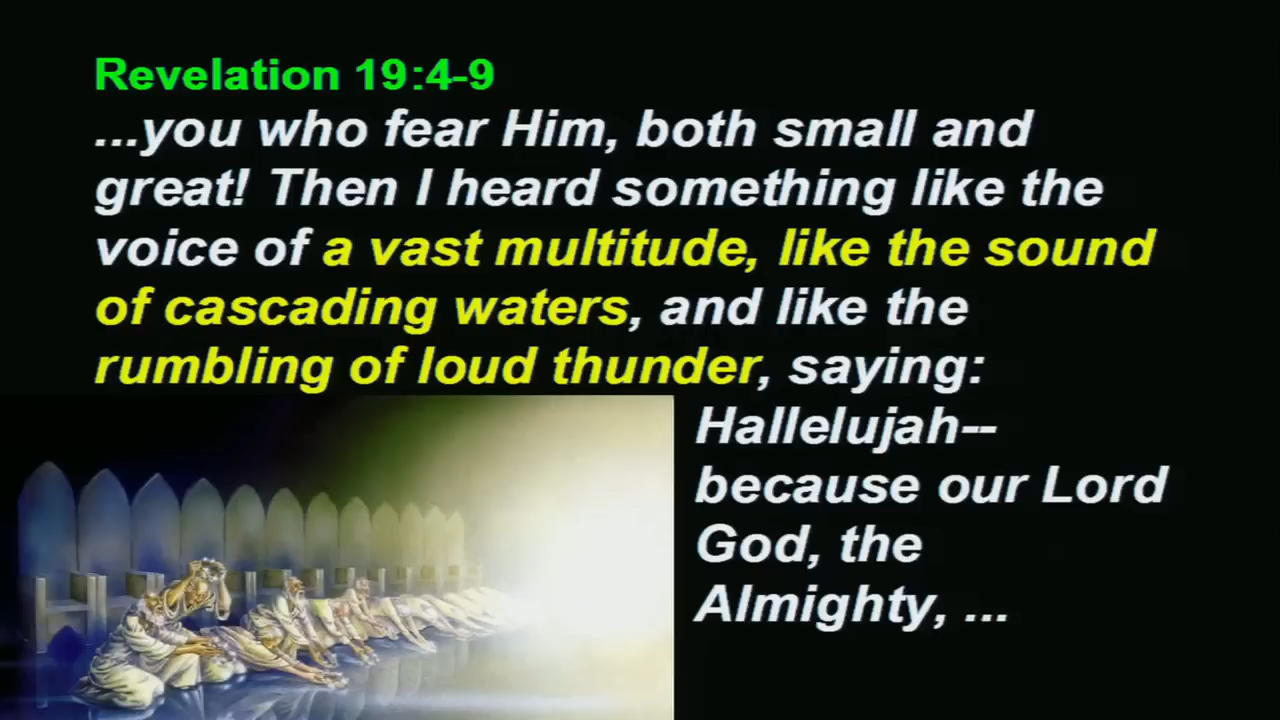 Revelation 19:4-9
...you who fear Him, both small and
great! Then I heard something like the
voice of a vast multitude, like the sound
of cascading waters, and like the
rumbling of loud thunder, saying:
Hallelujah--
because our Lord
God, the
Almighty, ...